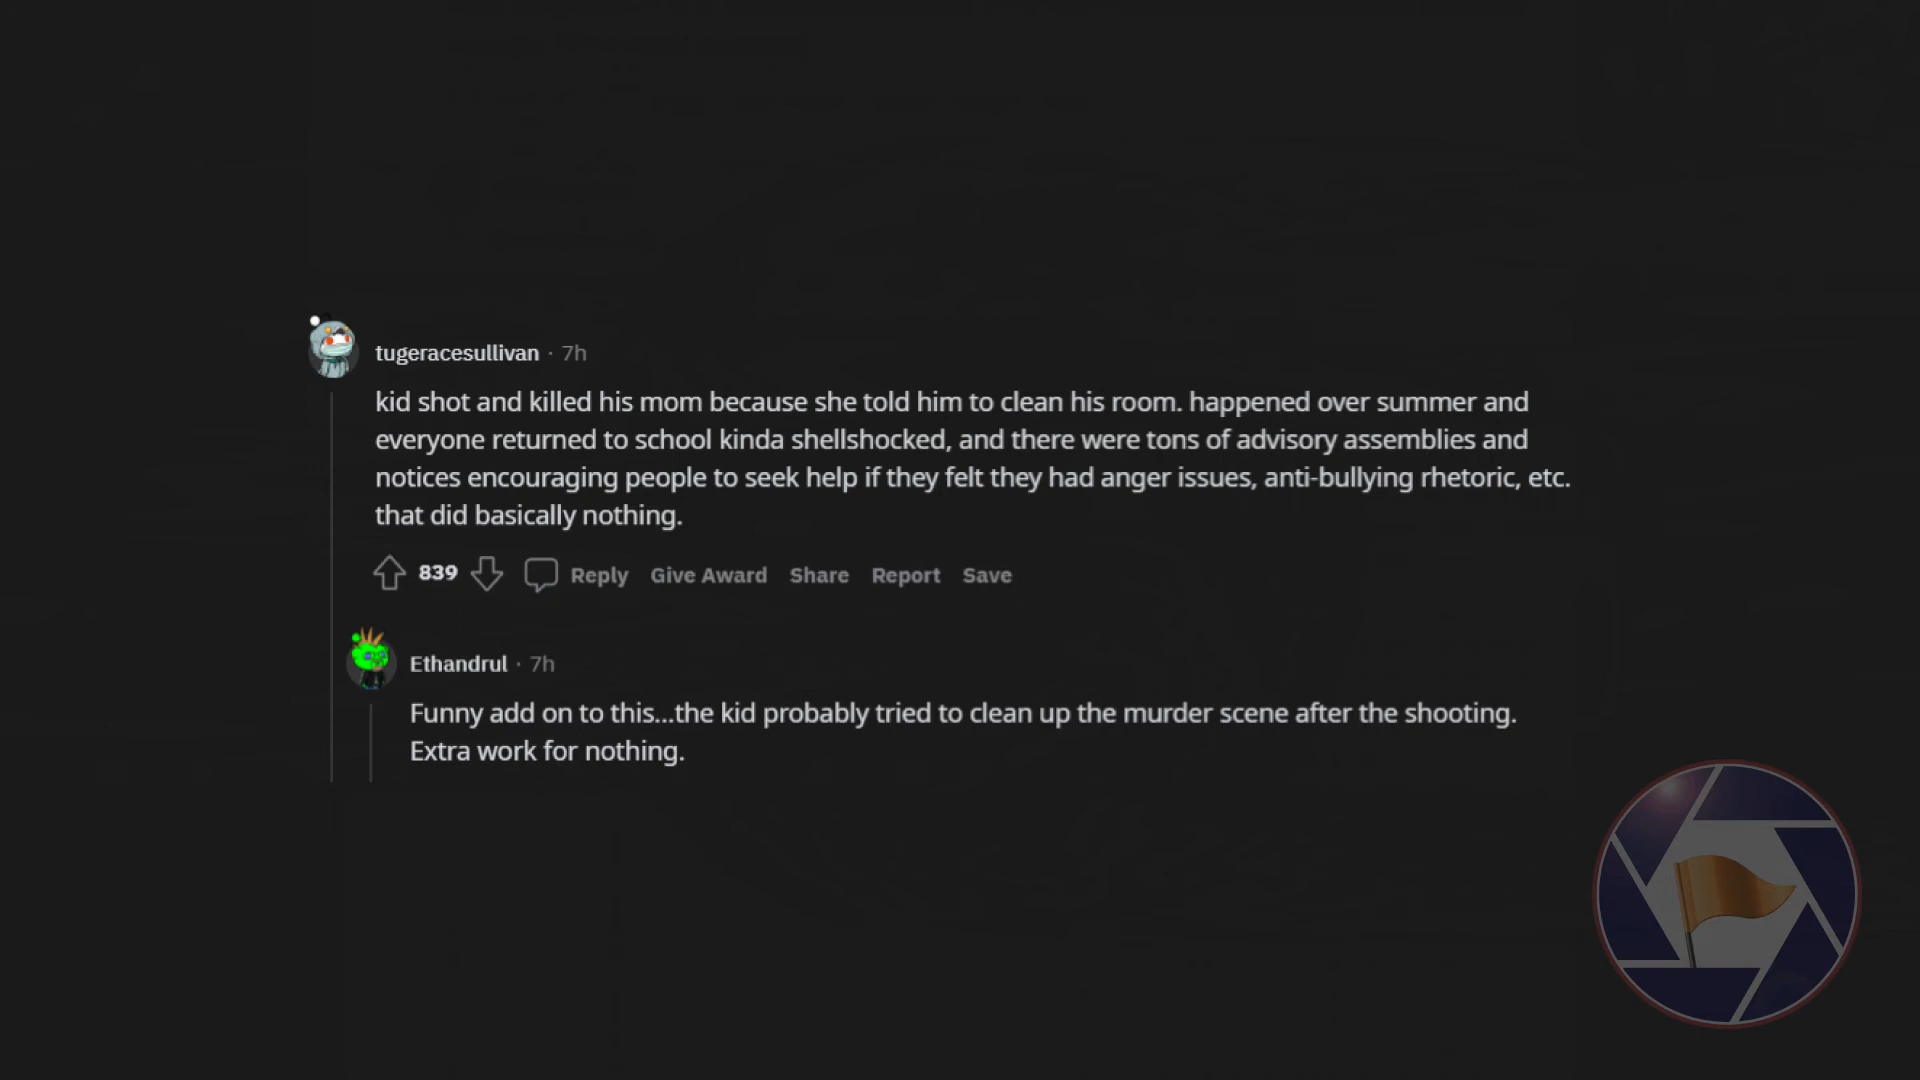 tugeracesullivan · 7h
kid shot and killed his mom because she told him to clean his room. happened over summer and
everyone returned to school kinda shellshocked, and there were tons of advisory assemblies and
notices encouraging people to seek help if they felt they had anger issues, anti-bullying rhetoric, etc.
that did basically nothing.
839 Reply Give Award Share Report Save
Ethandrul · 7h
Funny add on to this...the kid probably tried to clean up the murder scene after the shooting.
Extra work for nothing.